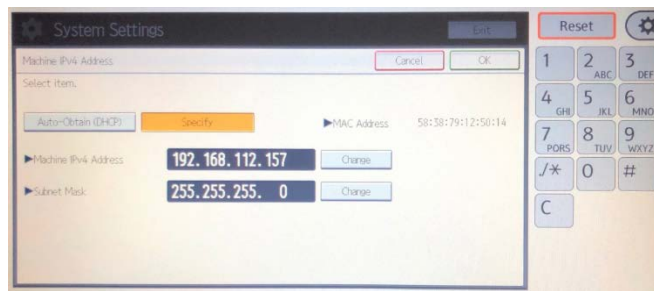 System Settings
Exit
Machine IPv4 Address
Cancel
OK
Select item.
Auto-Obtain (DHCP)
Specify
►MAC Address
58:38:79:12:50:14
►Machine IPv4 Address
192.168.112.157
Change
►Subnet Mask
255.255.255. 0
Change
Reset
1
2 ABC
3 DEF
4 GHI
5 JKL
6 MNO
7 PQRS
8 TUV
9 WXYZ
./*
0
#
C